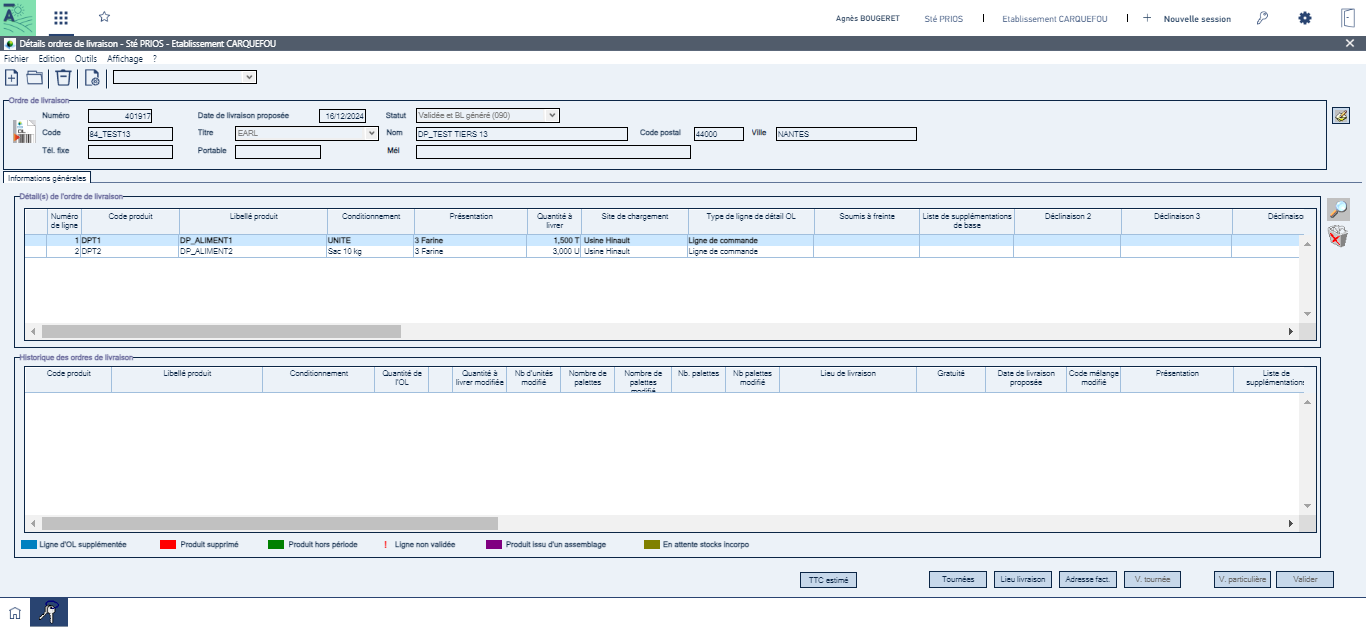 Agnès BOUGERET Sté PRIOS Etablissement CARQUEFOU + Nouvelle session
Détails ordres de livraison - Sté PRIOS - Etablissement CARQUEFOU
Fichier Edition Outils Affichage ?
Ordre de livraison
Numéro 401917 Date de livraison proposée 16/12/2024 Statut Validée et BL généré (090)
Code 84_TEST13 Titre EARL Nom DP_TEST TIERS 13 Code postal 44000 Ville NANTES
Tél. fixe Portable Mél
Informations générales
Détail(s) de l'ordre de livraison
Numéro de ligne Code produit Libellé produit Conditionnement Présentation Quantité à livrer Site de chargement Type de ligne de détail OL Soumis à freinte Liste de supplémentations de base Déclinaison 2 Déclinaison 3 Déclinaiso
1 DPT1 DP_ALIMENT1 UNITE 3 Farine 1,500 T Usine Hinault Ligne de commande
2 DPT2 DP_ALIMENT2 Sac 10 kg 3 Farine 3,000 U Usine Hinault Ligne de commande
Historique des ordres de livraison
Code produit Libellé produit Conditionnement Quantité de l'OL Quantité à livrer modifiée Nb d'unités modifié Nombre de palettes Nombre de palettes modifié Nb. palettes Nb palettes modifié Lieu de livraison Gratuité Date de livraison proposée Code mélange modifié Présentation Liste de supplémentations
Ligne d'OL supplémentée Produit supprimé Produit hors période ! Ligne non validée Produit issu d'un assemblage En attente stocks incorpo
TTC estimé Tournées Lieu livraison Adresse fact. V. tournée V. particulière Valider